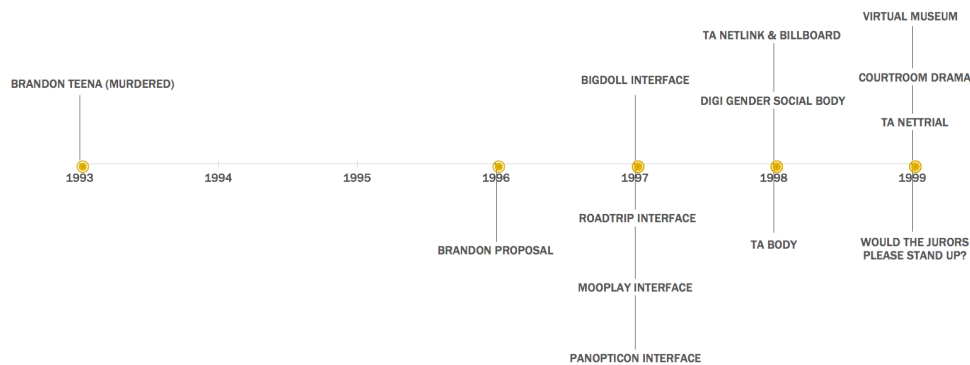 VIRTUAL MUSEUM
TA NETLINK & BILLBOARD
BRANDON TEENA (MURDERED)
BIGDOLL INTERFACE
COURTROOM DRAMA
DIGI GENDER SOCIAL BODY
TA NETTRIAL
1993 1994 1995 1996 1997 1998 1999
ROADTRIP INTERFACE
BRANDON PROPOSAL
TA BODY
WOULD THE JURORS
PLEASE STAND UP?
MOOPLAY INTERFACE
PANOPTICON INTERFACE